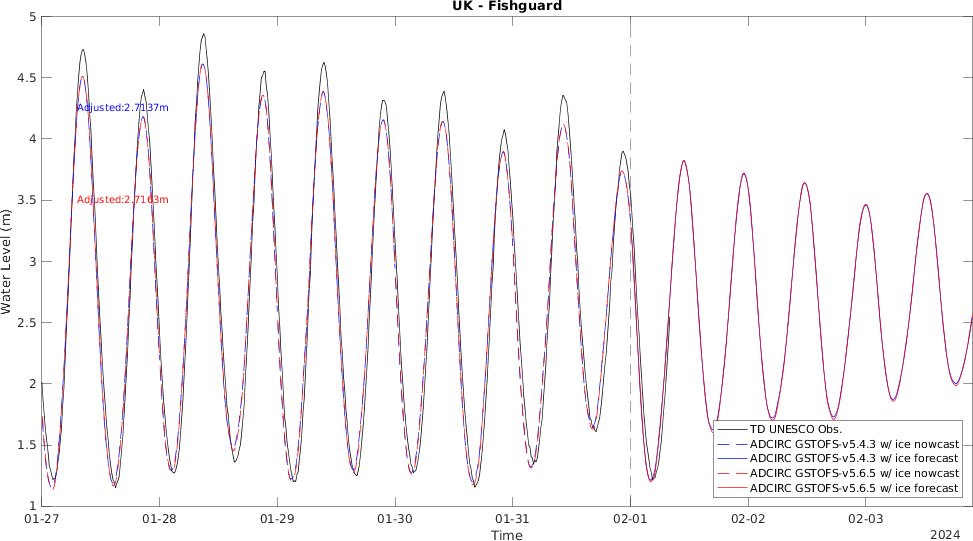 UK - Fishguard
5
4.5
4
3.5
3
2.5
2
1.5
1
Water Level (m)
Adjusted:2.7137m
Adjusted:2.7163m
TD UNESCO Obs.
ADCIRC GSTOFS-v5.4.3 w/ ice nowcast
ADCIRC GSTOFS-v5.4.3 w/ ice forecast
ADCIRC GSTOFS-v5.6.5 w/ ice nowcast
ADCIRC GSTOFS-v5.6.5 w/ ice forecast
01-27 01-28 01-29 01-30 01-31 02-01 02-02 02-03
Time
2024